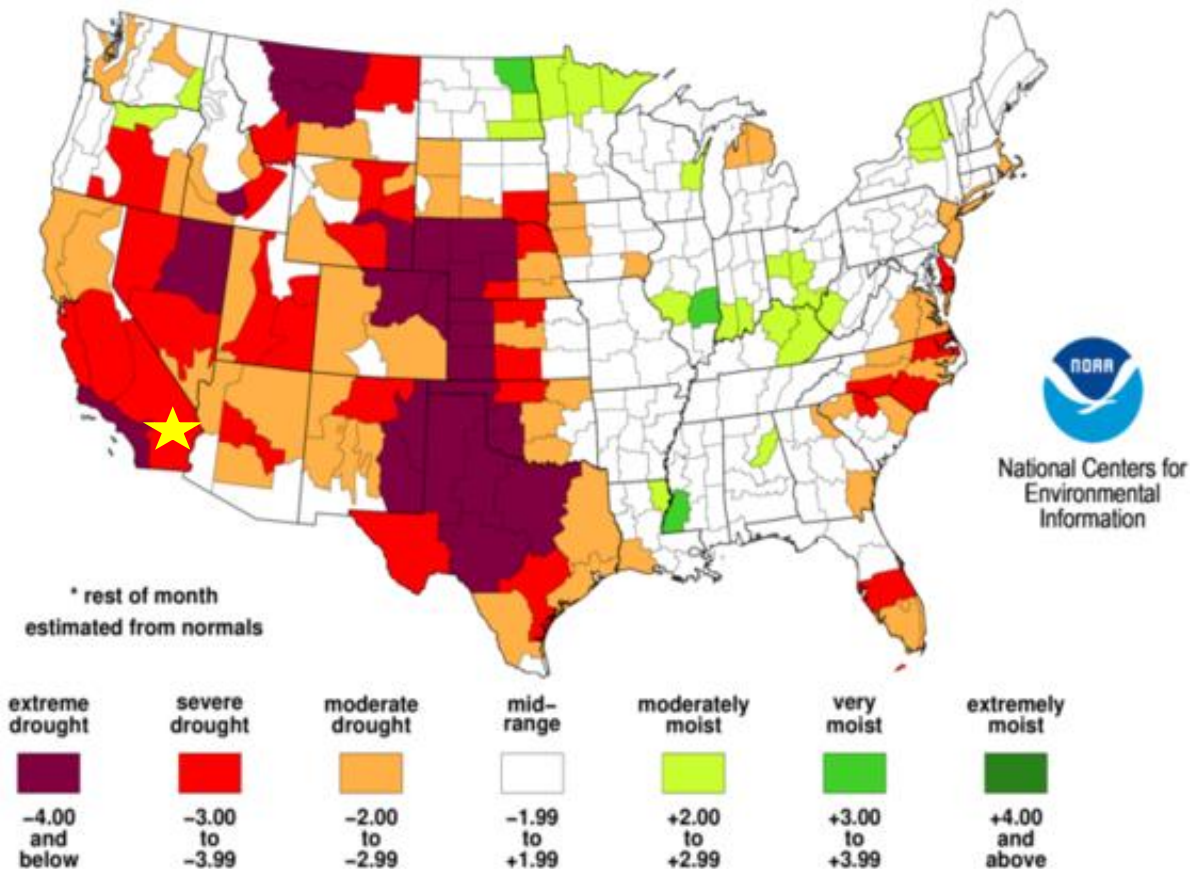 NOAA
National Centers for
Environmental
Information
* rest of month
estimated from normals
extreme
drought
severe
drought
moderate
drought
mid-
range
moderately
moist
very
moist
extremely
moist
-4.00
and
below
-3.00
to
-3.99
-2.00
to
-2.99
-1.99
to
+1.99
+2.00
to
+2.99
+3.00
to
+3.99
+4.00
and
above